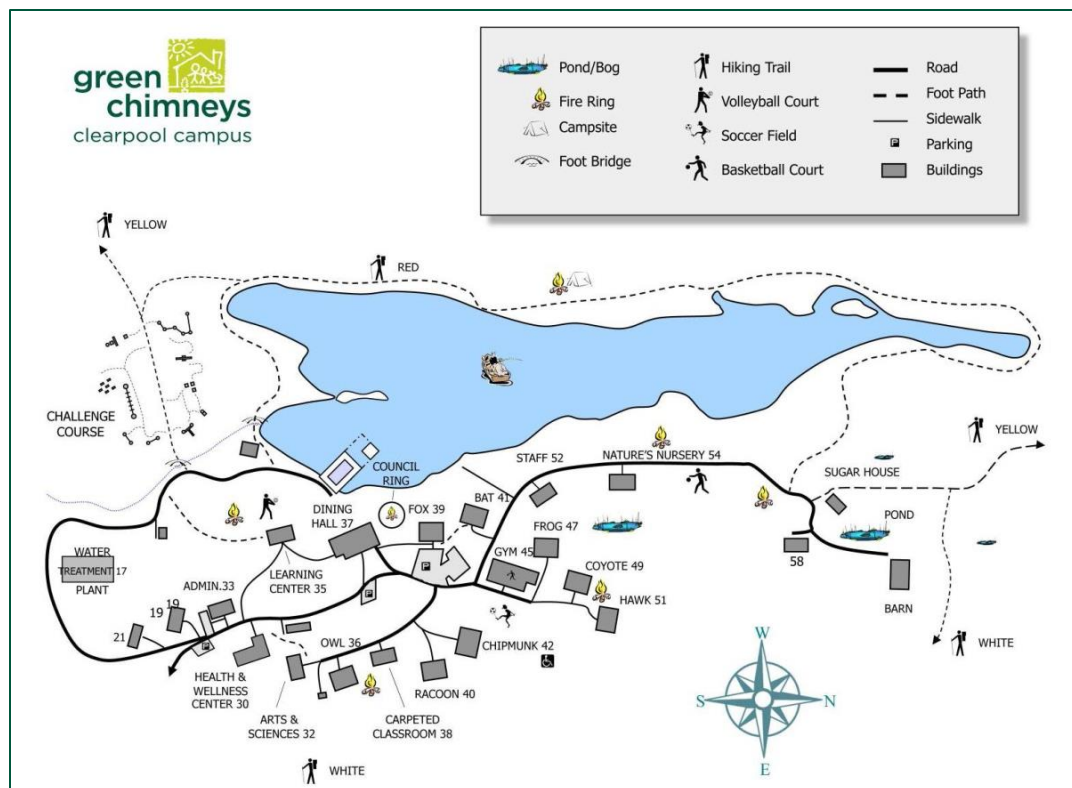 green
chimneys
clearpool campus
Pond/Bog
Fire Ring
Campsite
Foot Bridge
Hiking Trail
Volleyball Court
Soccer Field
Basketball Court
Road
Foot Path
Sidewalk
P
Parking
Buildings
YELLOW
RED
CHALLENGE
COURSE
YELLOW
STAFF 52
NATURE'S NURSERY 54
SUGAR HOUSE
COUNCIL
RING
BAT 41
DINING
HALL 37
FOX 39
FROG 47
POND
GYM 45
58
WATER
TREATMENT 17
PLANT
ADMIN.33
LEARNING
CENTER 35
P
P
COYOTE 49
HAWK 51
BARN
19
19
21
P
OWL 36
CHIPMUNK 42
WHITE
HEALTH &
WELLNESS
CENTER 30
RACOON 40
ARTS &
SCIENCES 32
CARPETED
CLASSROOM 38
WHITE
W
S
N
E